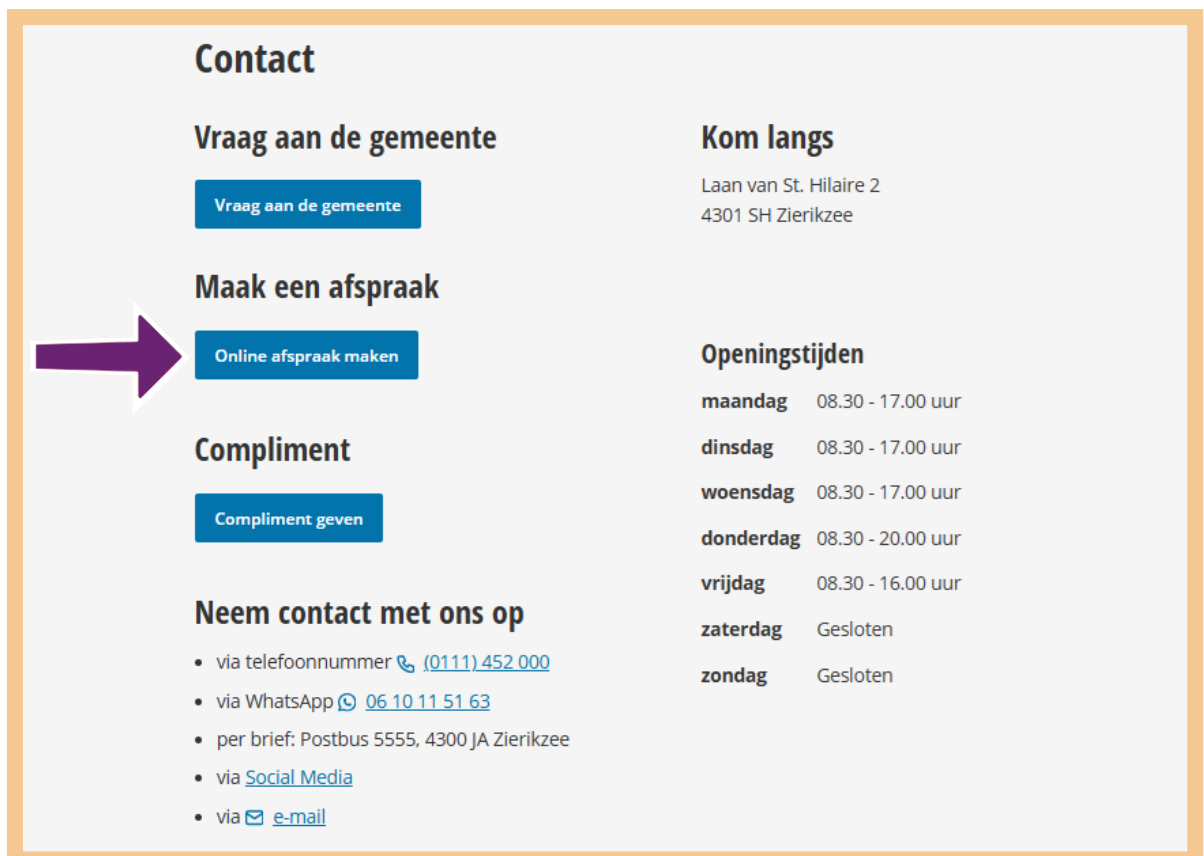 Contact
Vraag aan de gemeente
Vraag aan de gemeente
Maak een afspraak
Online afspraak maken
Compliment
Compliment geven
Neem contact met ons op
• via telefoonnummer (0111) 452 000
• via WhatsApp 06 10 11 51 63
• per brief: Postbus 5555, 4300 JA Zierikzee
• via Social Media
• via e-mail
Kom langs
Laan van St. Hilaire 2
4301 SH Zierikzee
Openingstijden
maandag 08.30 - 17.00 uur
dinsdag 08.30 - 17.00 uur
woensdag 08.30 - 17.00 uur
donderdag 08.30 - 20.00 uur
vrijdag 08.30 - 16.00 uur
zaterdag Gesloten
zondag Gesloten